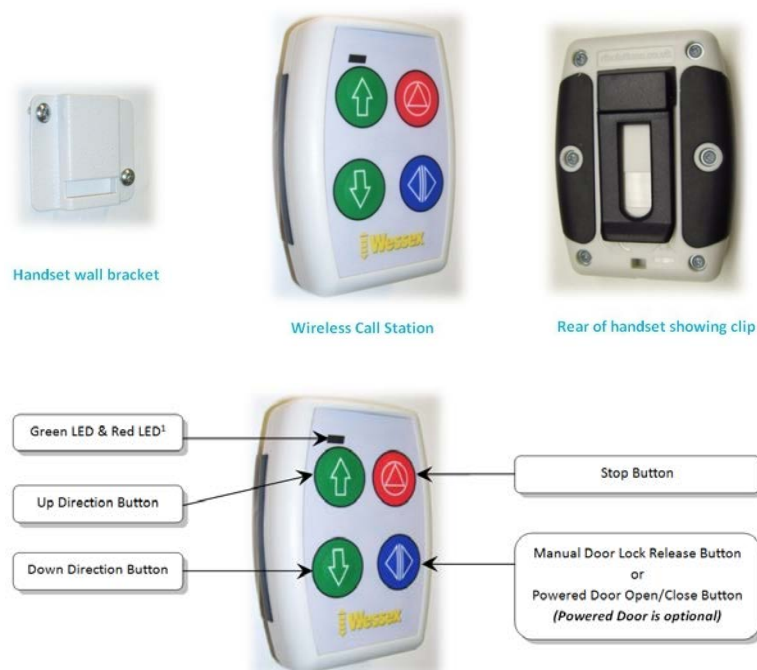 Wessex
Handset wall bracket
Wireless Call Station
Rear of handset showing clip
Green LED & Red LED¹
Up Direction Button
Down Direction Button
Stop Button
Manual Door Lock Release Button
or
Powered Door Open/Close Button
(Powered Door is optional)
Wessex